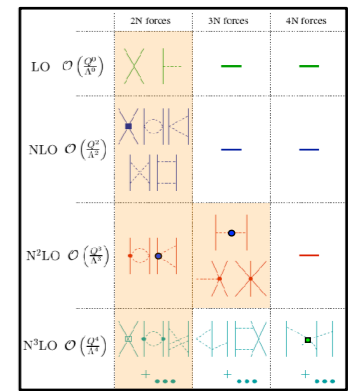 2N forces 3N forces 4N forces
LO 𝒪(Q⁰/Λ⁰) — —
NLO 𝒪(Q²/Λ²) — —
N²LO 𝒪(Q³/Λ³) —
N³LO 𝒪(Q⁴/Λ⁴)
+ ... + ... + ...